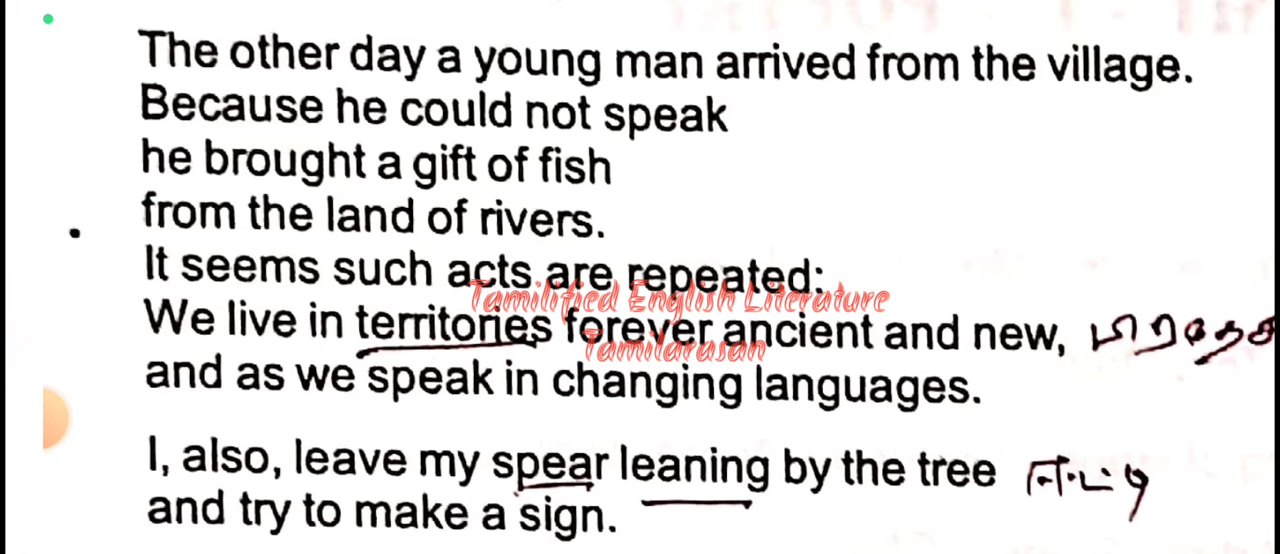 The other day a young man arrived from the village.
Because he could not speak
he brought a gift of fish
from the land of rivers.
It seems such acts are repeated:
Tamilified English Literature
We live in territories forever ancient and new,
Tamilarasan
and as we speak in changing languages.
I, also, leave my spear leaning by the tree
and try to make a sign.